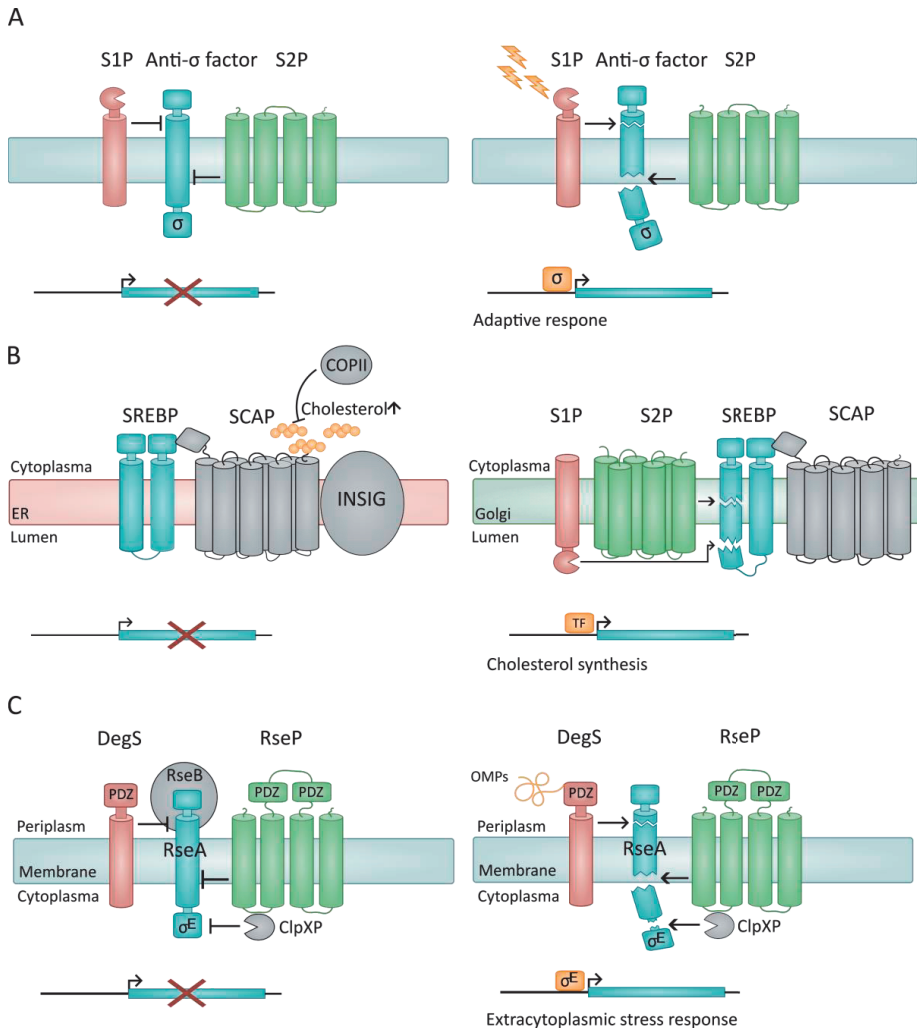 A
S1P Anti-σ factor S2P
σ
S1P Anti-σ factor S2P
σ
σ
Adaptive respone
B
COPII
Cholesterol↑
SREBP SCAP
Cytoplasma
ER
Lumen
INSIG
S1P S2P SREBP SCAP
Cytoplasma
Golgi
Lumen
TF
Cholesterol synthesis
C
DegS RseP
RseB
PDZ PDZ PDZ
Periplasm
RseA
Membrane
Cytoplasma
σE
ClpXP
DegS RseP
OMPs
PDZ PDZ PDZ
Periplasm
RseA
Membrane
Cytoplasma
σE
ClpXP
σE
Extracytoplasmic stress response